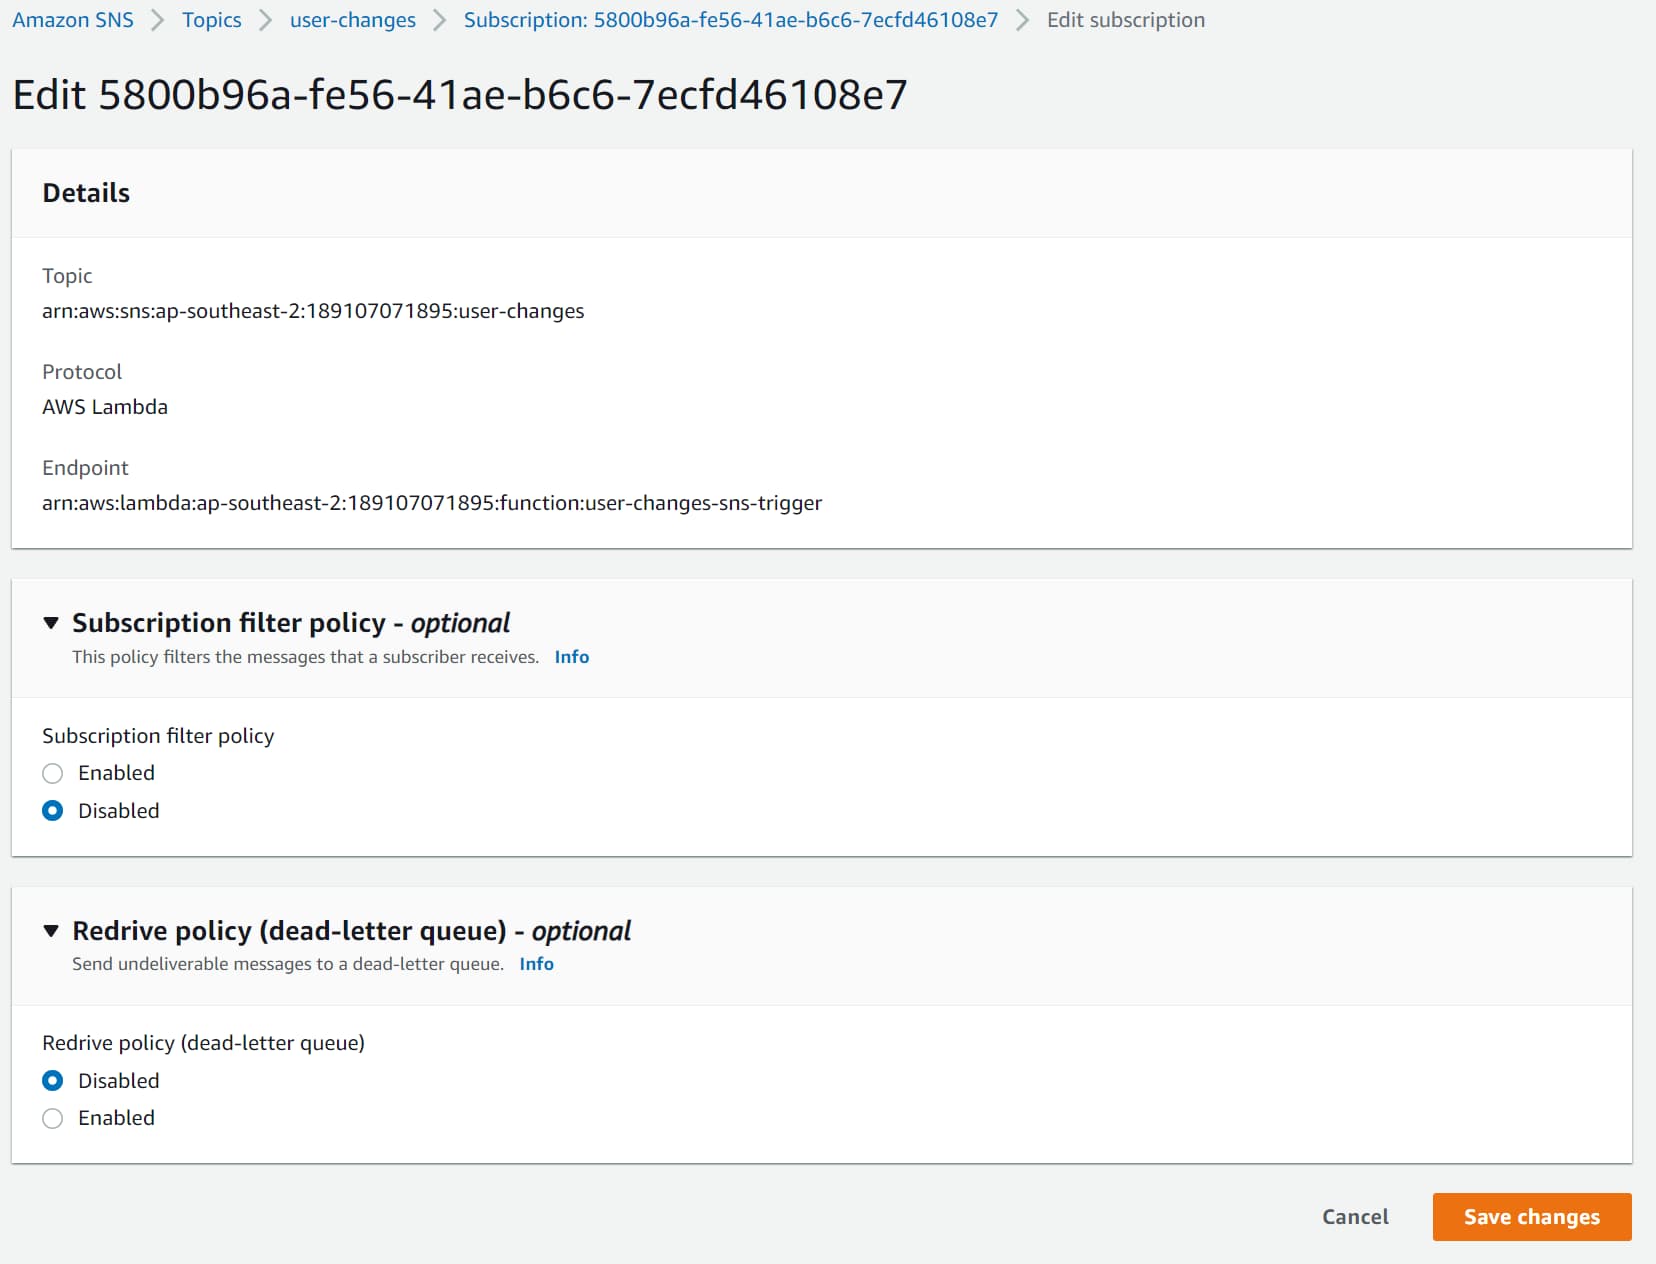 Amazon SNS > Topics > user-changes > Subscription: 5800b96a-fe56-41ae-b6c6-7ecfd46108e7 > Edit subscription
Edit 5800b96a-fe56-41ae-b6c6-7ecfd46108e7
Details
Topic
arn:aws:sns:ap-southeast-2:189107071895:user-changes
Protocol
AWS Lambda
Endpoint
arn:aws:lambda:ap-southeast-2:189107071895:function:user-changes-sns-trigger
Subscription filter policy - optional
This policy filters the messages that a subscriber receives. Info
Subscription filter policy
Enabled
Disabled
Redrive policy (dead-letter queue) - optional
Send undeliverable messages to a dead-letter queue. Info
Redrive policy (dead-letter queue)
Disabled
Enabled
Cancel Save changes